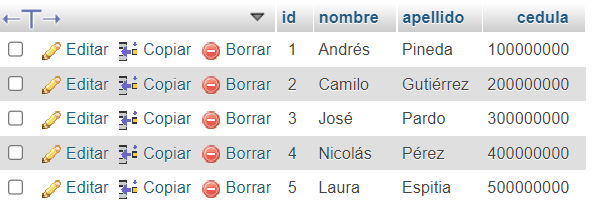 id nombre apellido cedula
Editar Copiar Borrar 1 Andrés Pineda 100000000
Editar Copiar Borrar 2 Camilo Gutiérrez 200000000
Editar Copiar Borrar 3 José Pardo 300000000
Editar Copiar Borrar 4 Nicolás Pérez 400000000
Editar Copiar Borrar 5 Laura Espitia 500000000